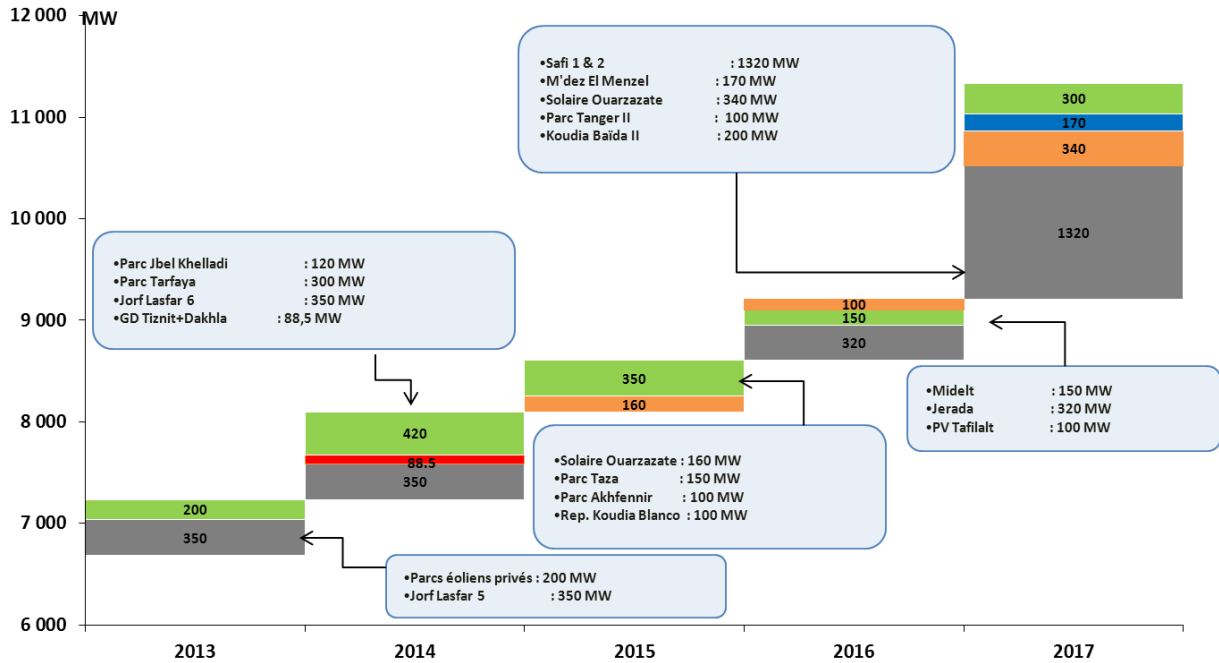 12 000
MW
11 000
10 000
9 000
8 000
7 000
6 000
•Safi 1 & 2 : 1320 MW
•M'dez El Menzel : 170 MW
•Solaire Ouarzazate : 340 MW
•Parc Tanger II : 100 MW
•Koudia Baïda II : 200 MW
300
170
340
1320
•Parc Jbel Khelladi : 120 MW
•Parc Tarfaya : 300 MW
•Jorf Lasfar 6 : 350 MW
•GD Tiznit+Dakhla : 88,5 MW
100
150
320
350
160
•Midelt : 150 MW
•Jerada : 320 MW
•PV Tafilalt : 100 MW
420
88.5
350
•Solaire Ouarzazate : 160 MW
•Parc Taza : 150 MW
•Parc Akhfennir : 100 MW
•Rep. Koudia Blanco : 100 MW
200
350
•Parcs éoliens privés : 200 MW
•Jorf Lasfar 5 : 350 MW
2013
2014
2015
2016
2017